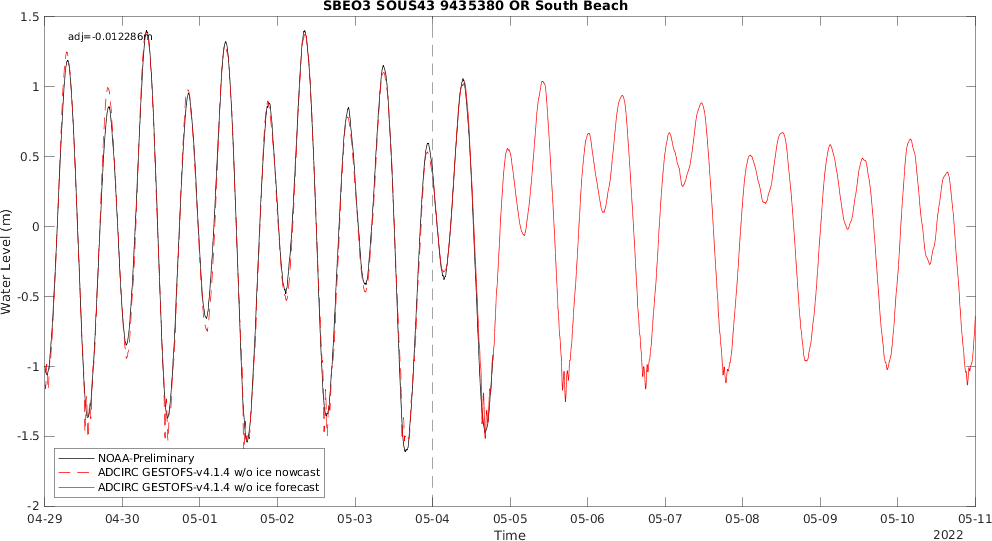 SBEO3 SOUS43 9435380 OR South Beach
adj=-0.012286m
1.5
1
0.5
0
-0.5
-1
-1.5
-2
Water Level (m)
NOAA-Preliminary
ADCIRC GESTOFS-v4.1.4 w/o ice nowcast
ADCIRC GESTOFS-v4.1.4 w/o ice forecast
04-29 04-30 05-01 05-02 05-03 05-04 05-05 05-06 05-07 05-08 05-09 05-10 05-11
Time
2022